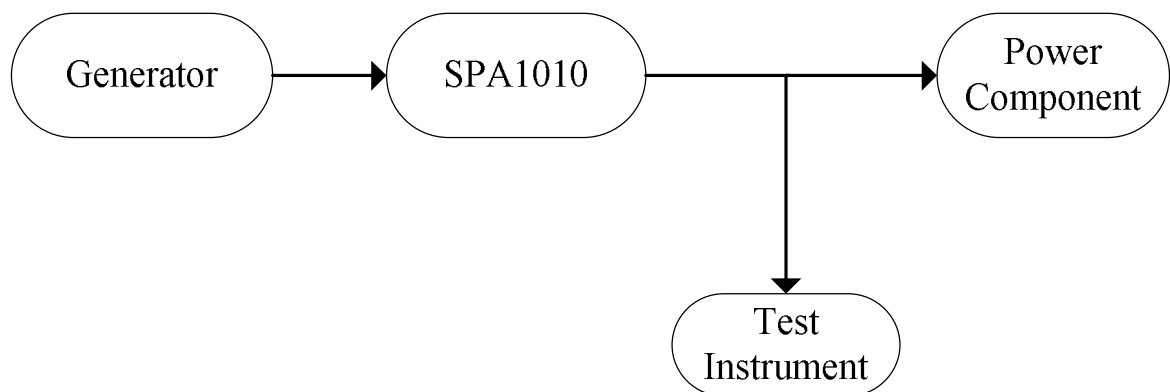 Generator
SPA1010
Power
Component
Test
Instrument